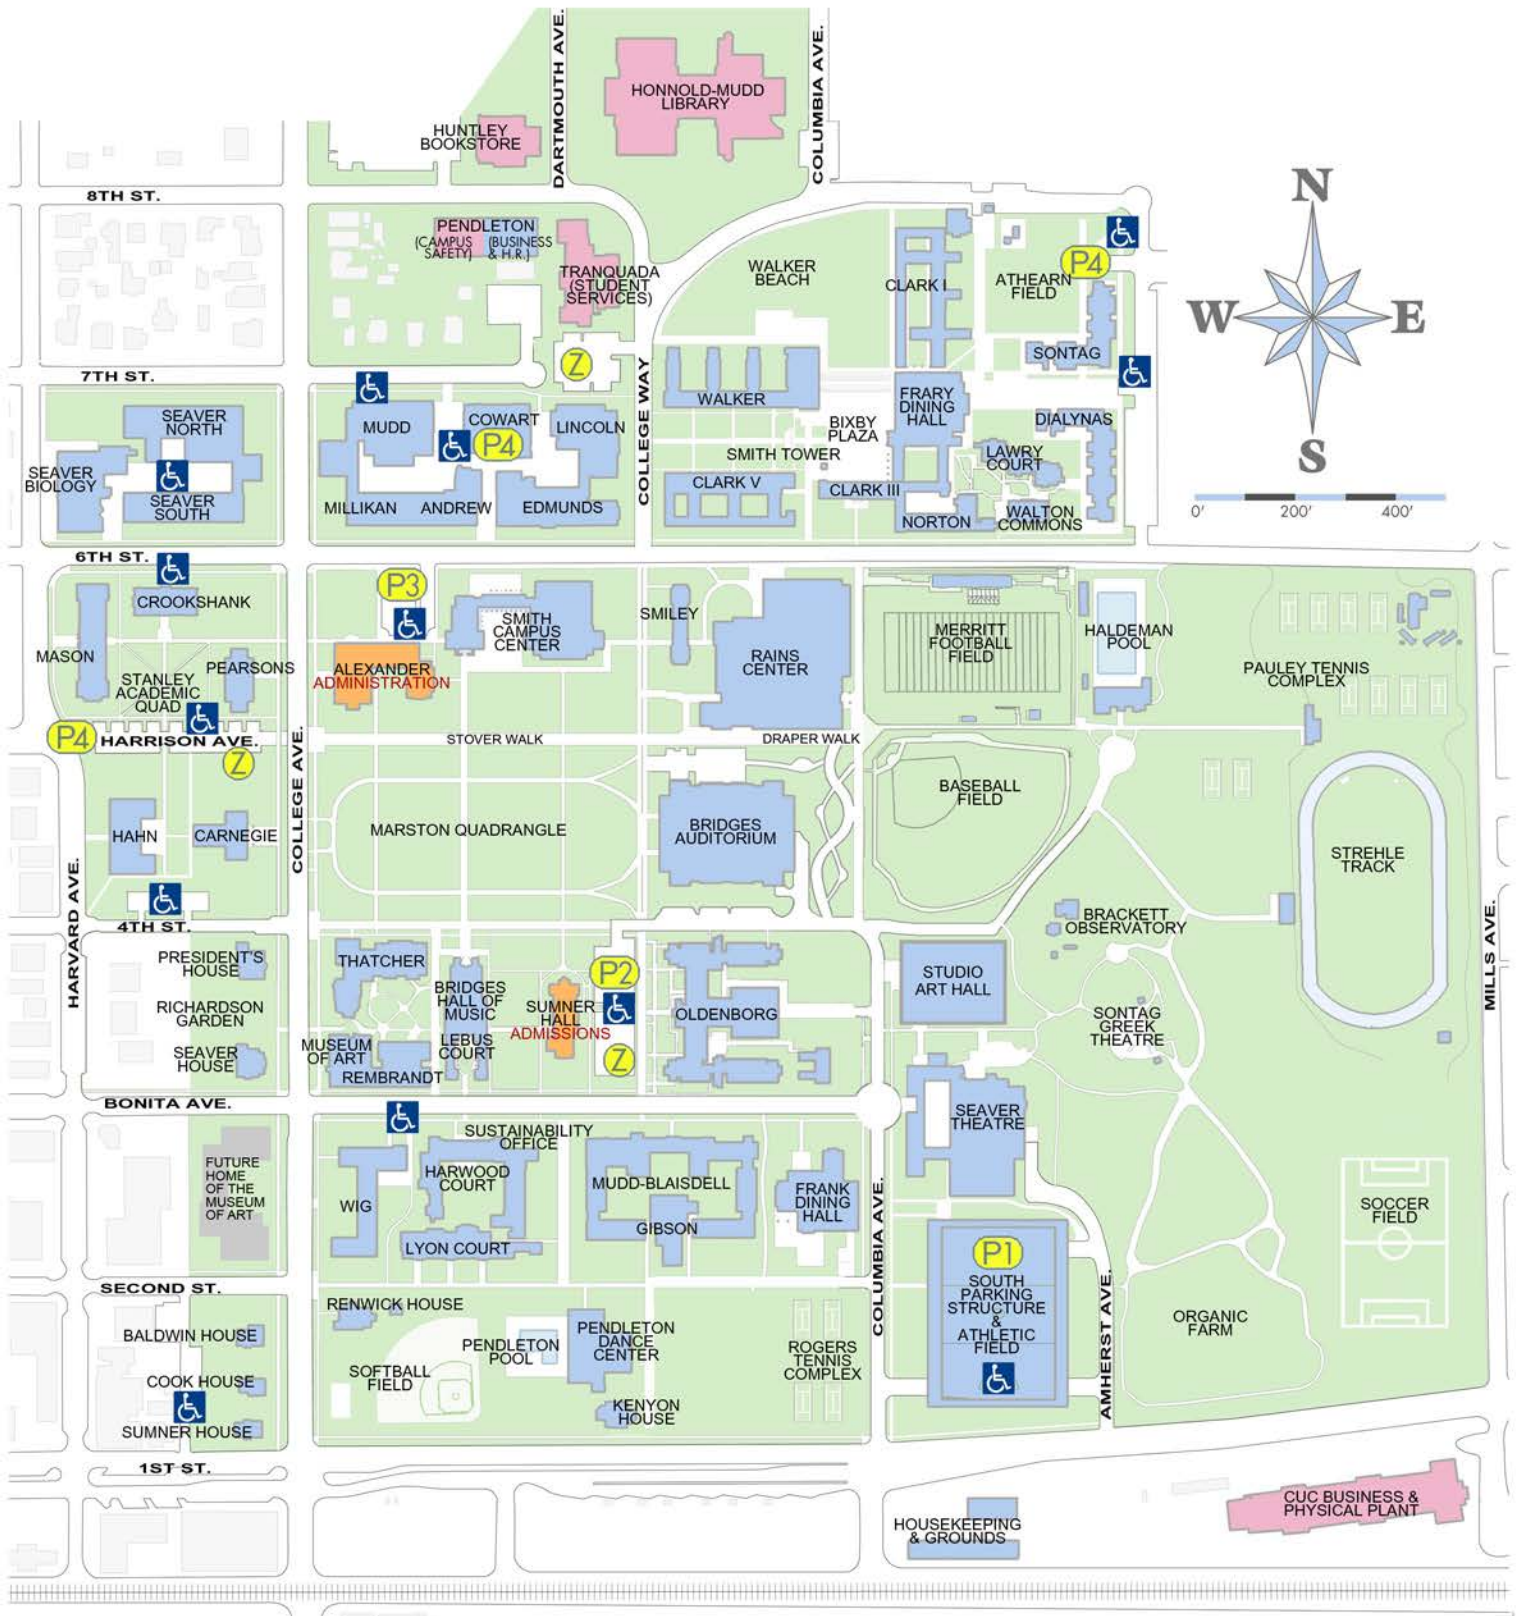 DARTMOUTH AVE.
COLUMBIA AVE.
HONNOLD-MUDD
LIBRARY
HUNTLEY
BOOKSTORE
8TH ST.
N
W
E
S
0'
200'
400'
PENDLETON
(CAMPUS
SAFETY)
(BUSINESS
& H.R.)
TRANQUADA
(STUDENT
SERVICES)
WALKER
BEACH
CLARK I
ATHEARN
FIELD
P4
SONTAG
7TH ST.
Z
COLLEGE WAY
WALKER
FRARY
DINING
HALL
DIALYNAS
SEAVER
NORTH
MUDD
COWART
P4
LINCOLN
BIXBY
PLAZA
SMITH TOWER
LAWRY
COURT
SEAVER
BIOLOGY
SEAVER
SOUTH
MILLIKAN
ANDREW
EDMUNDS
CLARK V
CLARK III
NORTON
WALTON
COMMONS
6TH ST.
CROOKSHANK
P3
SMITH
CAMPUS
CENTER
SMILEY
RAINS
CENTER
MERRITT
FOOTBALL
FIELD
HALDEMAN
POOL
PAULEY TENNIS
COMPLEX
MASON
STANLEY
ACADEMIC
QUAD
PEARSONS
ALEXANDER
ADMINISTRATION
P4
HARRISON AVE.
Z
STOVER WALK
DRAPER WALK
COLLEGE AVE.
BASEBALL
FIELD
HAHN
CARNEGIE
MARSTON QUADRANGLE
BRIDGES
AUDITORIUM
STREHLE
TRACK
HARVARD AVE.
4TH ST.
BRACKETT
OBSERVATORY
MILLS AVE.
PRESIDENT'S
HOUSE
THATCHER
BRIDGES
HALL OF
MUSIC
P2
SUMNER
HALL
ADMISSIONS
OLDENBORG
STUDIO
ART HALL
SONTAG
GREEK
THEATRE
RICHARDSON
GARDEN
SEAVER
HOUSE
MUSEUM
OF ART
REMBRANDT
LEBUS
COURT
Z
BONITA AVE.
SEAVER
THEATRE
SUSTAINABILITY
OFFICE
FUTURE
HOME
OF THE
MUSEUM
OF ART
WIG
HARWOOD
COURT
LYON COURT
MUDD-BLAISDELL
GIBSON
FRANK
DINING
HALL
COLUMBIA AVE.
SOCCER
FIELD
P1
SOUTH
PARKING
STRUCTURE
&
ATHLETIC
FIELD
AMHERST AVE.
ORGANIC
FARM
SECOND ST.
BALDWIN HOUSE
COOK HOUSE
SUMNER HOUSE
RENWICK HOUSE
SOFTBALL
FIELD
PENDLETON
POOL
PENDLETON
DANCE
CENTER
KENYON
HOUSE
ROGERS
TENNIS
COMPLEX
1ST ST.
HOUSEKEEPING
& GROUNDS
CUC BUSINESS &
PHYSICAL PLANT